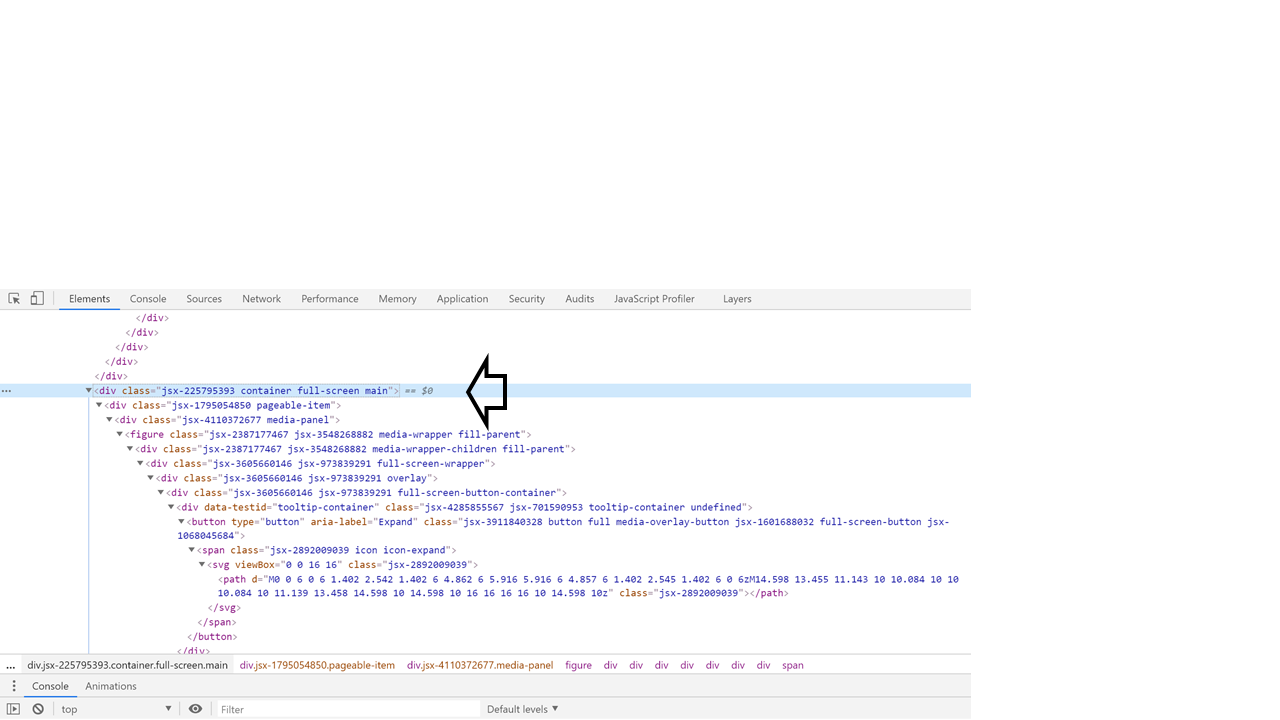 Elements Console Sources Network Performance Memory Application Security Audits JavaScript Profiler Layers
</div>
</div>
</div>
</div>
</div>
... <div class="jsx-225795393 container full-screen main"> == $0
<div class="jsx-1795054850 pageable-item">
<div class="jsx-4110372677 media-panel">
<figure class="jsx-2387177467 jsx-3548268882 media-wrapper fill-parent">
<div class="jsx-2387177467 jsx-3548268882 media-wrapper-children fill-parent">
<div class="jsx-3605660146 jsx-973839291 full-screen-wrapper">
<div class="jsx-3605660146 jsx-973839291 overlay">
<div class="jsx-3605660146 jsx-973839291 full-screen-button-container">
<div data-testid="tooltip-container" class="jsx-4285855567 jsx-701590953 tooltip-container undefined">
<button type="button" aria-label="Expand" class="jsx-3911840328 button full media-overlay-button jsx-1601688032 full-screen-button jsx-
1068045684">
<span class="jsx-2892009039 icon icon-expand">
<svg viewBox="0 0 16 16" class="jsx-2892009039">
<path d="M0 0 6 0 6 1.402 2.542 1.402 6 4.862 6 5.916 5.916 6 4.857 6 1.402 2.545 1.402 6 0 6zM14.598 13.455 11.143 10 10.084 10 10
10.084 10 11.139 13.458 14.598 10 14.598 10 16 16 16 16 10 14.598 10z" class="jsx-2892009039"></path>
</svg>
</span>
</button>
</div>
... div.jsx-225795393.container.full-screen.main div.jsx-1795054850.pageable-item div.jsx-4110372677.media-panel figure div div div div div div div span
Console Animations
top Filter Default levels